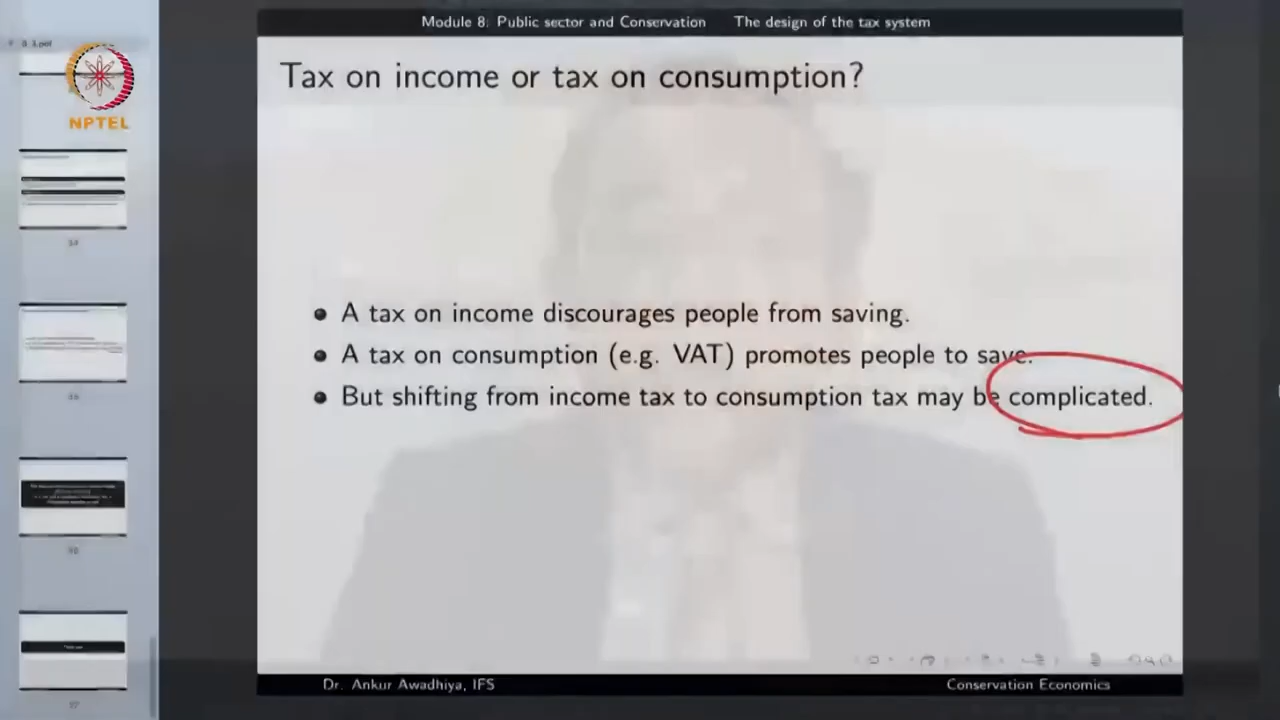 Module 8: Public sector and Conservation The design of the tax system
8_3.pdf
NPTEL
Tax on income or tax on consumption?
A tax on income discourages people from saving.
A tax on consumption (e.g. VAT) promotes people to save.
But shifting from income tax to consumption tax may be complicated.
Dr. Ankur Awadhiya, IFS Conservation Economics